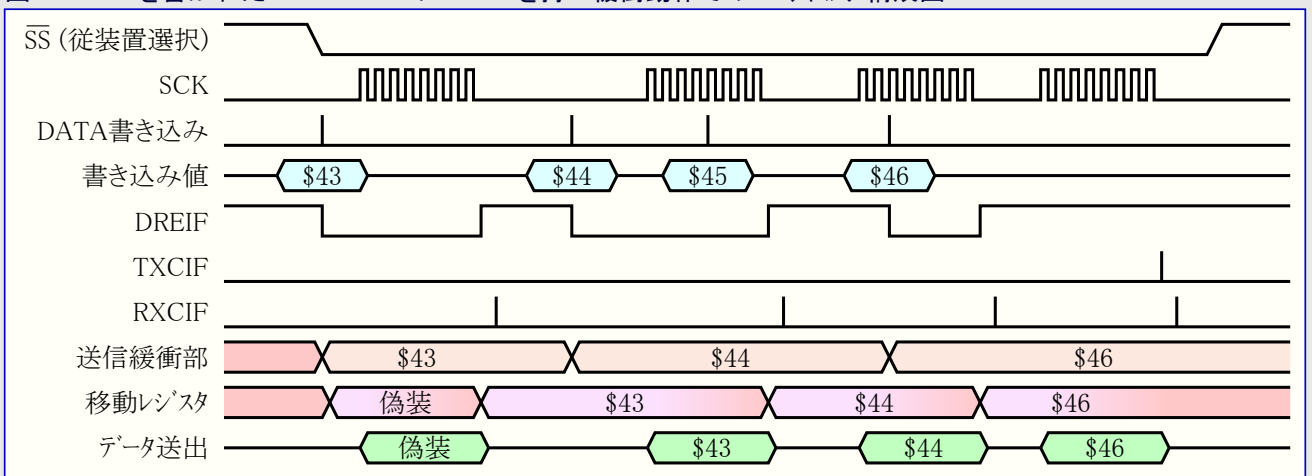 SS (従装置選択)
SCK
DATA書き込み
書き込み値 $43 $44 $45 $46
DREIF
TXCIF
RXCIF
送信緩衝部 $43 $44 $46
移動ﾚｼﾞｽﾀ 偽装 $43 $44 $46
ﾃﾞｰﾀ送出 偽装 $43 $44 $46